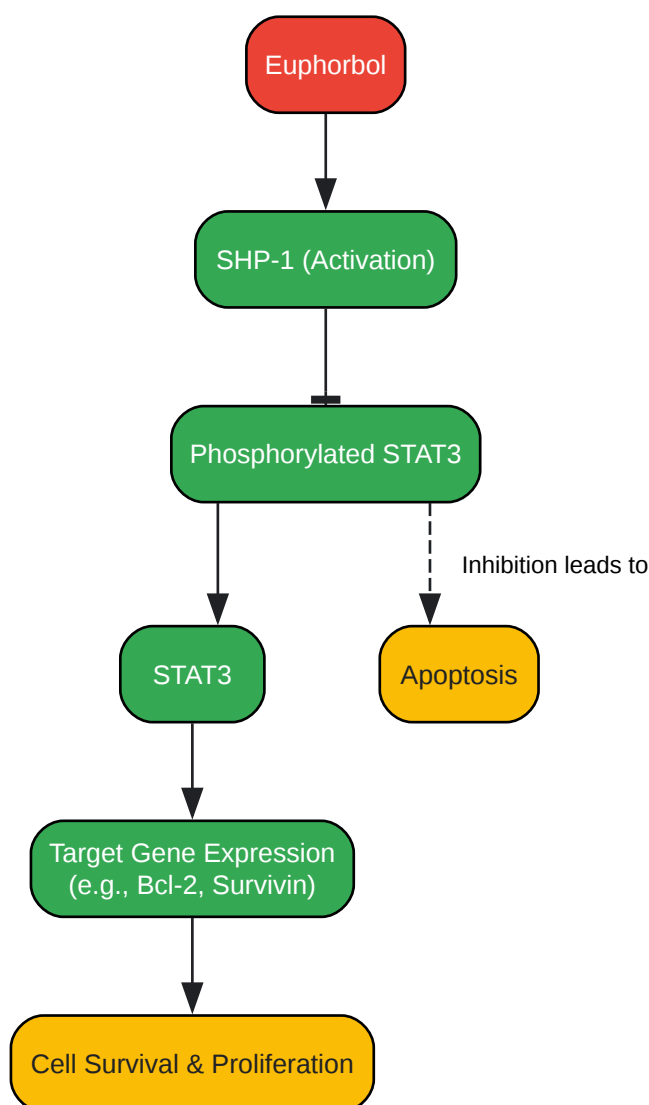 Euphorbol
SHP-1 (Activation)
Phosphorylated STAT3
Inhibition leads to
STAT3
Apoptosis
Target Gene Expression
(e.g., Bcl-2, Survivin)
Cell Survival & Proliferation